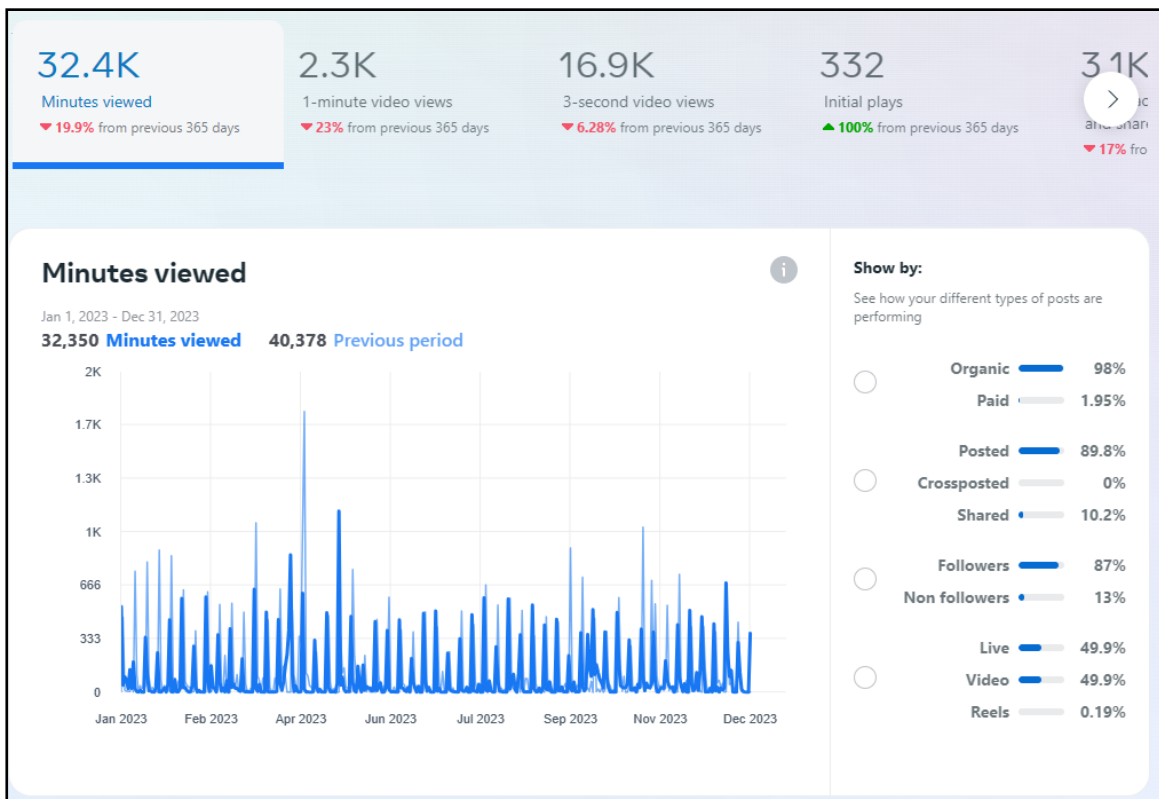 32.4K
Minutes viewed
19.9% from previous 365 days
2.3K
1-minute video views
23% from previous 365 days
16.9K
3-second video views
6.28% from previous 365 days
332
Initial plays
100% from previous 365 days
3.1K
and shar
17% fro
Minutes viewed
i
Jan 1, 2023 - Dec 31, 2023
32,350 Minutes viewed 40,378 Previous period
2K
1.7K
1.3K
1K
666
333
0
Jan 2023 Feb 2023 Apr 2023 Jun 2023 Jul 2023 Sep 2023 Nov 2023 Dec 2023
Show by:
See how your different types of posts are
performing
Organic 98%
Paid 1.95%
Posted 89.8%
Crossposted 0%
Shared 10.2%
Followers 87%
Non followers 13%
Live 49.9%
Video 49.9%
Reels 0.19%